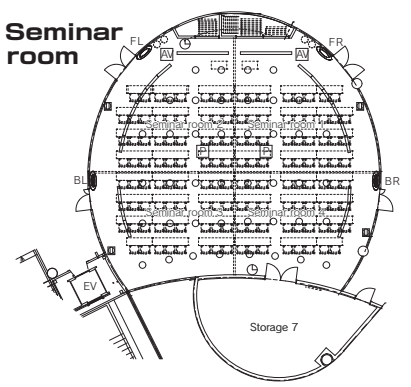 Seminar
room
FL
FR
AV
AV
Seminar room 2
Seminar room 1
P
P
BL
BR
Seminar room 3
Seminar room 4
EV
Storage 7